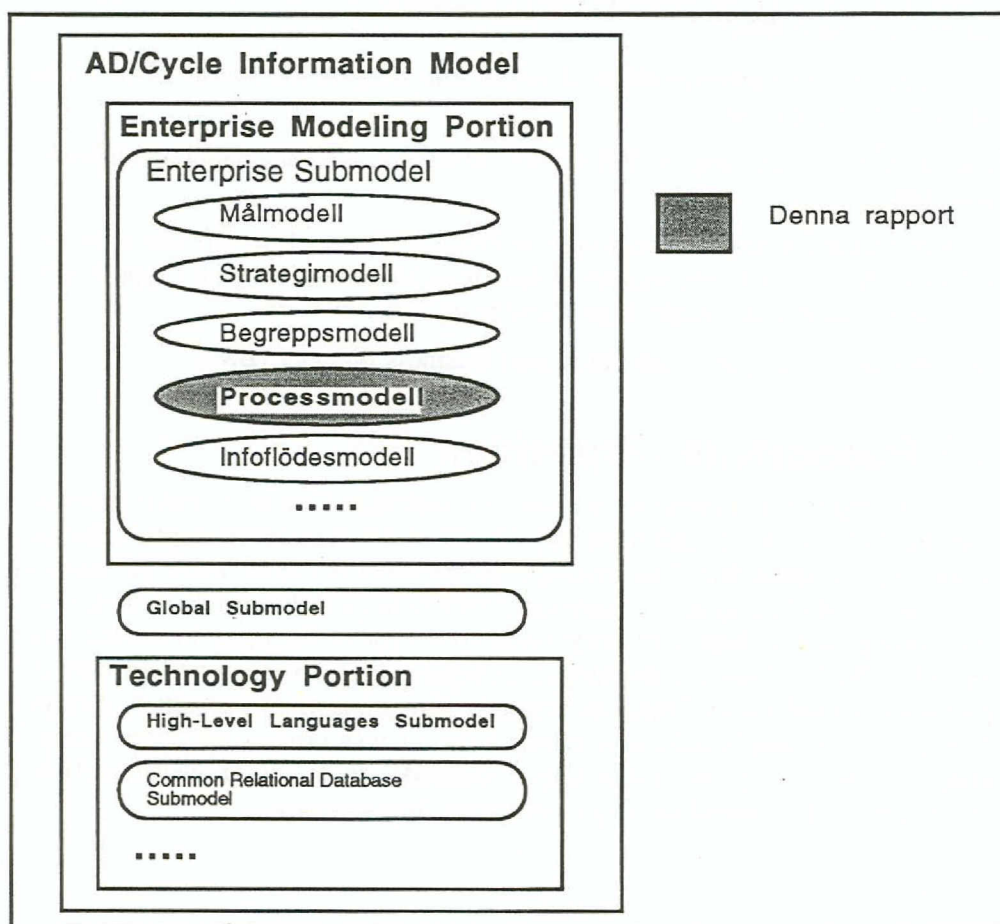 AD/Cycle Information Model
Enterprise Modeling Portion
Enterprise Submodel
Målmodell
Strategimodell
Begreppsmodell
Processmodell
Infoflödesmodell
.....
Global Submodel
Technology Portion
High-Level Languages Submodel
Common Relational Database
Submodel
.....
Denna rapport